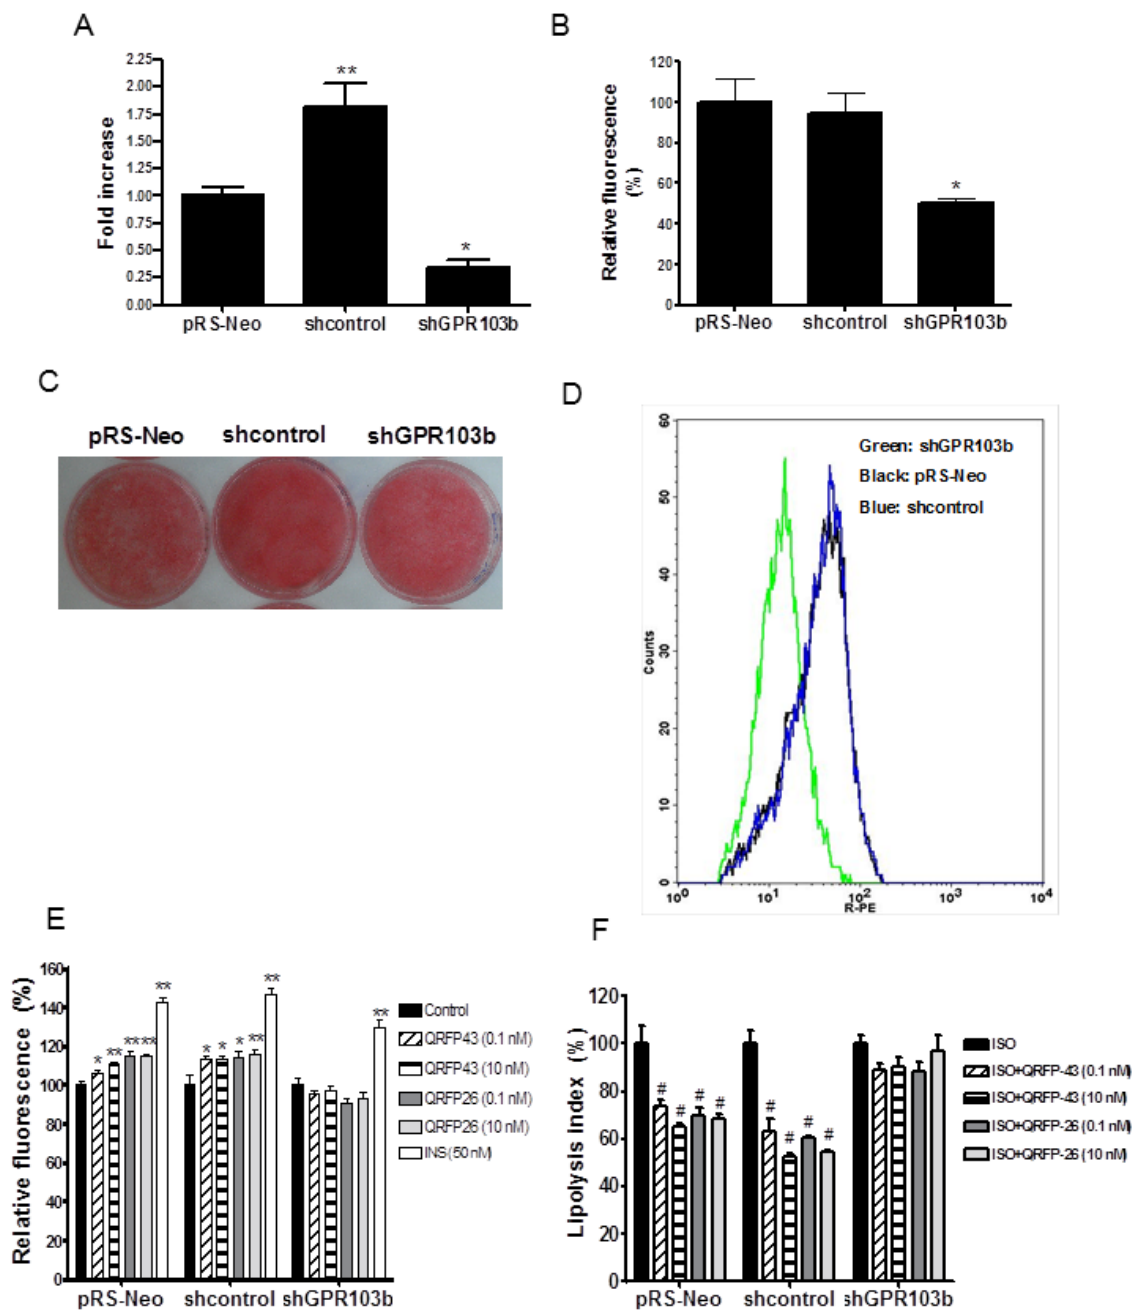 A
Fold increase
2.25
2.00
1.75
1.50
1.25
1.00
0.75
0.50
0.25
0.00
**
*
pRS-Neo shcontrol shGPR103b
B
Relative fluorescence
(%)
120
100
80
60
40
20
0
*
pRS-Neo shcontrol shGPR103b
C
pRS-Neo shcontrol shGPR103b
D
Green: shGPR103b
Black: pRS-Neo
Blue: shcontrol
Counts
60
50
40
30
20
10
0
10⁰ 10¹ 10² 10³ 10⁴
R-PE
E
Relative fluorescence (%)
160
140
120
100
80
60
40
20
0
* ** ** ** **
* * * ** **
**
pRS-Neo shcontrol shGPR103b
Control
QRFP43 (0.1 nM)
QRFP43 (10 nM)
QRFP26 (0.1 nM)
QRFP26 (10 nM)
INS (50 nM)
F
Lipolysis Index (%)
120
100
80
60
40
20
0
# # # #
# # # #
pRS-Neo shcontrol shGPR103b
ISO
ISO+QRFP-43 (0.1 nM)
ISO+QRFP-43 (10 nM)
ISO+QRFP-26 (0.1 nM)
ISO+QRFP-26 (10 nM)